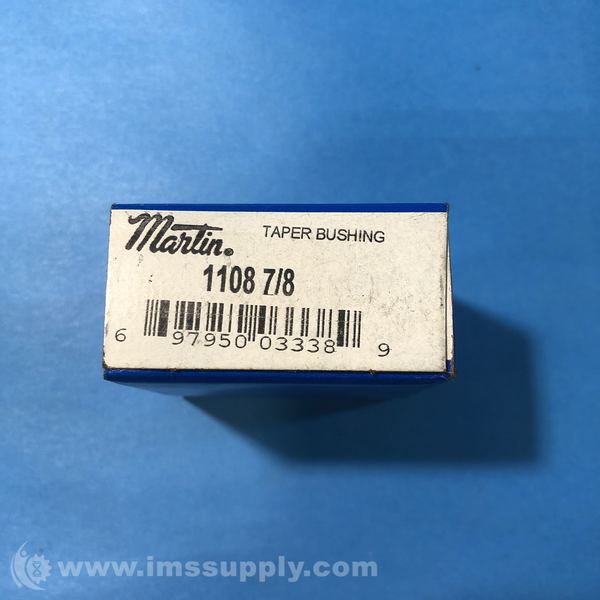 Martin. TAPER BUSHING
1108 7/8
6 97950 03338 9
www.imssupply.com